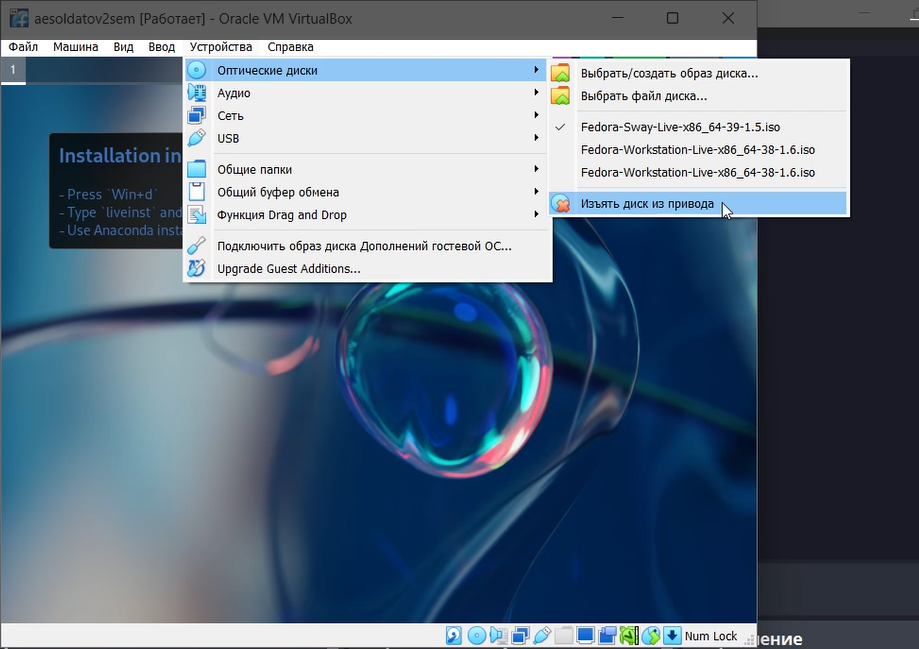 aesoldatov2sem [Работает] - Oracle VM VirtualBox
Файл Машина Вид Ввод Устройства Справка
1
Оптические диски
Аудио
Сеть
USB
Общие папки
Общий буфер обмена
Функция Drag and Drop
Подключить образ диска Дополнений гостевой ОС...
Upgrade Guest Additions...
Выбрать/создать образ диска...
Выбрать файл диска...
Fedora-Sway-Live-x86_64-39-1.5.iso
Fedora-Workstation-Live-x86_64-38-1.6.iso
Fedora-Workstation-Live-x86_64-38-1.6.iso
Изъять диск из привода
Installation in
- Press `Win+d`
- Type `liveinst` and
- Use Anaconda insta
Num Lock
ение